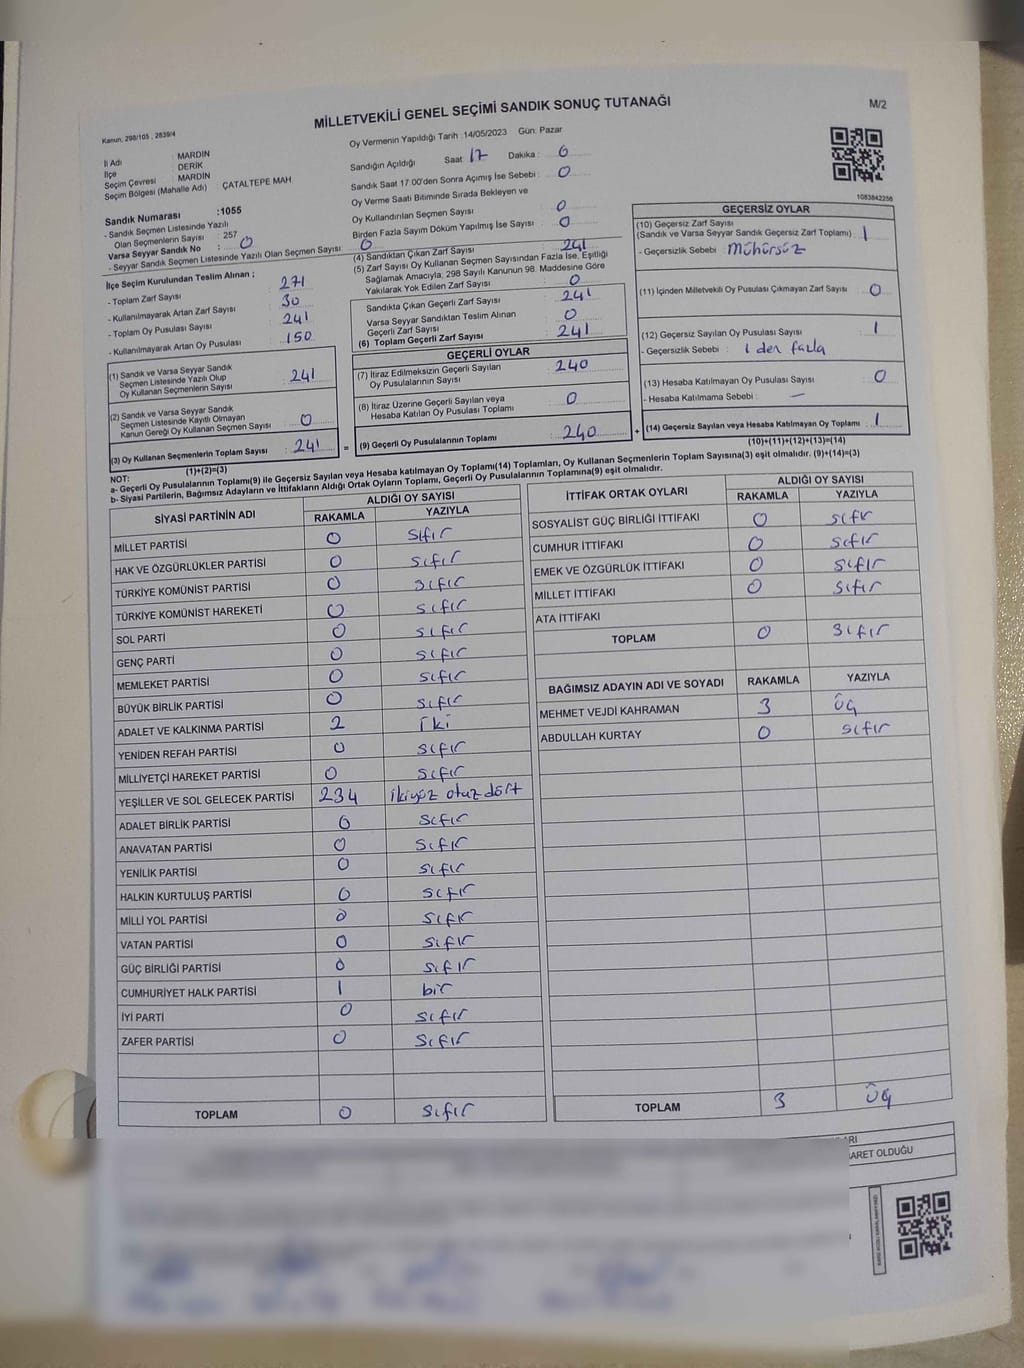 MİLLETVEKİLİ GENEL SEÇİMİ SANDIK SONUÇ TUTANAĞI
M/2
Kanun, 298/105 , 2839/4
Oy Vermenin Yapıldığı Tarih :14/05/2023 Gün: Pazar
İl Adı : MARDİN
İlçe : DERİK
Seçim Çevresi : MARDİN
Seçim Bölgesi (Mahalle Adı) ÇATALTEPE MAH
Sandığın Açıldığı Saat : 17 Dakika : 0
Sandık Saat 17:00'den Sonra Açımış İse Sebebi : 0
Oy Verme Saati Bitiminde Sırada Bekleyen ve
Oy Kullandırılan Seçmen Sayısı 0
Birden Fazla Sayım Döküm Yapılmış İse Sayısı : 0
1083842256
Sandık Numarası :1055
- Sandık Seçmen Listesinde Yazılı
Olan Seçmenlerin Sayısı : 257
Varsa Seyyar Sandık No : 0
- Seyyar Sandık Seçmen Listesinde Yazılı Olan Seçmen Sayısı : 0
İlçe Seçim Kurulundan Teslim Alınan ;
- Toplam Zarf Sayısı : 271
- Kullanılmayarak Artan Zarf Sayısı : 30
- Toplam Oy Pusulası Sayısı : 241
- Kullanılmayarak Artan Oy Pusulası : 150
(1) Sandık ve Varsa Seyyar Sandık
Seçmen Listesinde Yazılı Olup
Oy Kullanan Seçmenlerin Sayısı : 241
(2) Sandık ve Varsa Seyyar Sandık
Seçmen Listesinde Kayıtlı Olmayan
Kanun Gereği Oy Kullanan Seçmen Sayısı : 0
(3) Oy Kullanan Seçmenlerin Toplam Sayısı : 241
(1)+(2)=(3)
(4) Sandıktan Çıkan Zarf Sayısı : 241
(5) Zarf Sayısı Oy Kullanan Seçmen Sayısından Fazla İse, Eşitliği
Sağlamak Amacıyla; 298 Sayılı Kanunun 98. Maddesine Göre
Yakılarak Yok Edilen Zarf Sayısı : 0
Sandıkta Çıkan Geçerli Zarf Sayısı : 241
Varsa Seyyar Sandıktan Teslim Alınan
Geçerli Zarf Sayısı : 0
(6) Toplam Geçerli Zarf Sayısı : 241
GEÇERLİ OYLAR
(7) İtiraz Edilmeksizin Geçerli Sayılan
Oy Pusulalarının Sayısı : 240
(8) İtiraz Üzerine Geçerli Sayılan veya
Hesaba Katılan Oy Pusulası Toplamı : 0
= (9) Geçerli Oy Pusulalarının Toplamı : 240 +
GEÇERSİZ OYLAR
(10) Geçersiz Zarf Sayısı
(Sandık ve Varsa Seyyar Sandık Geçersiz Zarf Toplamı) : 1
- Geçersizlik Sebebi : Mühürsüz
(11) İçinden Milletvekili Oy Pusulası Çıkmayan Zarf Sayısı : 0
(12) Geçersiz Sayılan Oy Pusulası Sayısı : 1
- Geçersizlik Sebebi : 1 den fazla
(13) Hesaba Katılmayan Oy Pusulası Sayısı : 0
- Hesaba Katılmama Sebebi : —
(14) Geçersiz Sayılan veya Hesaba Katılmayan Oy Toplamı : 1
(10)+(11)+(12)+(13)=(14)
NOT:
a- Geçerli Oy Pusulalarının Toplamı(9) ile Geçersiz Sayılan veya Hesaba katılmayan Oy Toplamı(14) Toplamları, Oy Kullanan Seçmenlerin Toplam Sayısına(3) eşit olmalıdır. (9)+(14)=(3)
b- Siyasi Partilerin, Bağımsız Adayların ve İttifakların Aldığı Ortak Oyların Toplamı, Geçerli Oy Pusulalarının Toplamına(9) eşit olmalıdır.
SİYASİ PARTİNİN ADI ALDIĞI OY SAYISI
RAKAMLA YAZIYLA
MİLLET PARTİSİ 0 Sıfır
HAK VE ÖZGÜRLÜKLER PARTİSİ 0 sıfır
TÜRKİYE KOMÜNİST PARTİSİ 0 sıfır
TÜRKİYE KOMÜNİST HAREKETİ 0 sıfır
SOL PARTİ 0 sıfır
GENÇ PARTİ 0 sıfır
MEMLEKET PARTİSİ 0 sıfır
BÜYÜK BİRLİK PARTİSİ 0 sıfır
ADALET VE KALKINMA PARTİSİ 2 iki
YENİDEN REFAH PARTİSİ 0 sıfır
MİLLİYETÇİ HAREKET PARTİSİ 0 sıfır
YEŞİLLER VE SOL GELECEK PARTİSİ 234 ikiyüz otuz dört
ADALET BİRLİK PARTİSİ 0 sıfır
ANAVATAN PARTİSİ 0 sıfır
YENİLİK PARTİSİ 0 sıfır
HALKIN KURTULUŞ PARTİSİ 0 sıfır
MİLLİ YOL PARTİSİ 0 sıfır
VATAN PARTİSİ 0 sıfır
GÜÇ BİRLİĞİ PARTİSİ 0 sıfır
CUMHURİYET HALK PARTİSİ 1 bir
İYİ PARTİ 0 sıfır
ZAFER PARTİSİ 0 sıfır
TOPLAM 0 sıfır
İTTİFAK ORTAK OYLARI ALDIĞI OY SAYISI
RAKAMLA YAZIYLA
SOSYALİST GÜÇ BİRLİĞİ İTTİFAKI 0 sıfır
CUMHUR İTTİFAKI 0 sıfır
EMEK VE ÖZGÜRLÜK İTTİFAKI 0 sıfır
MİLLET İTTİFAKI 0 sıfır
ATA İTTİFAKI
TOPLAM 0 sıfır
BAĞIMSIZ ADAYIN ADI VE SOYADI RAKAMLA YAZIYLA
MEHMET VEJDİ KAHRAMAN 3 üç
ABDULLAH KURTAY 0 sıfır
TOPLAM 3 üç
ARET OLDUĞU